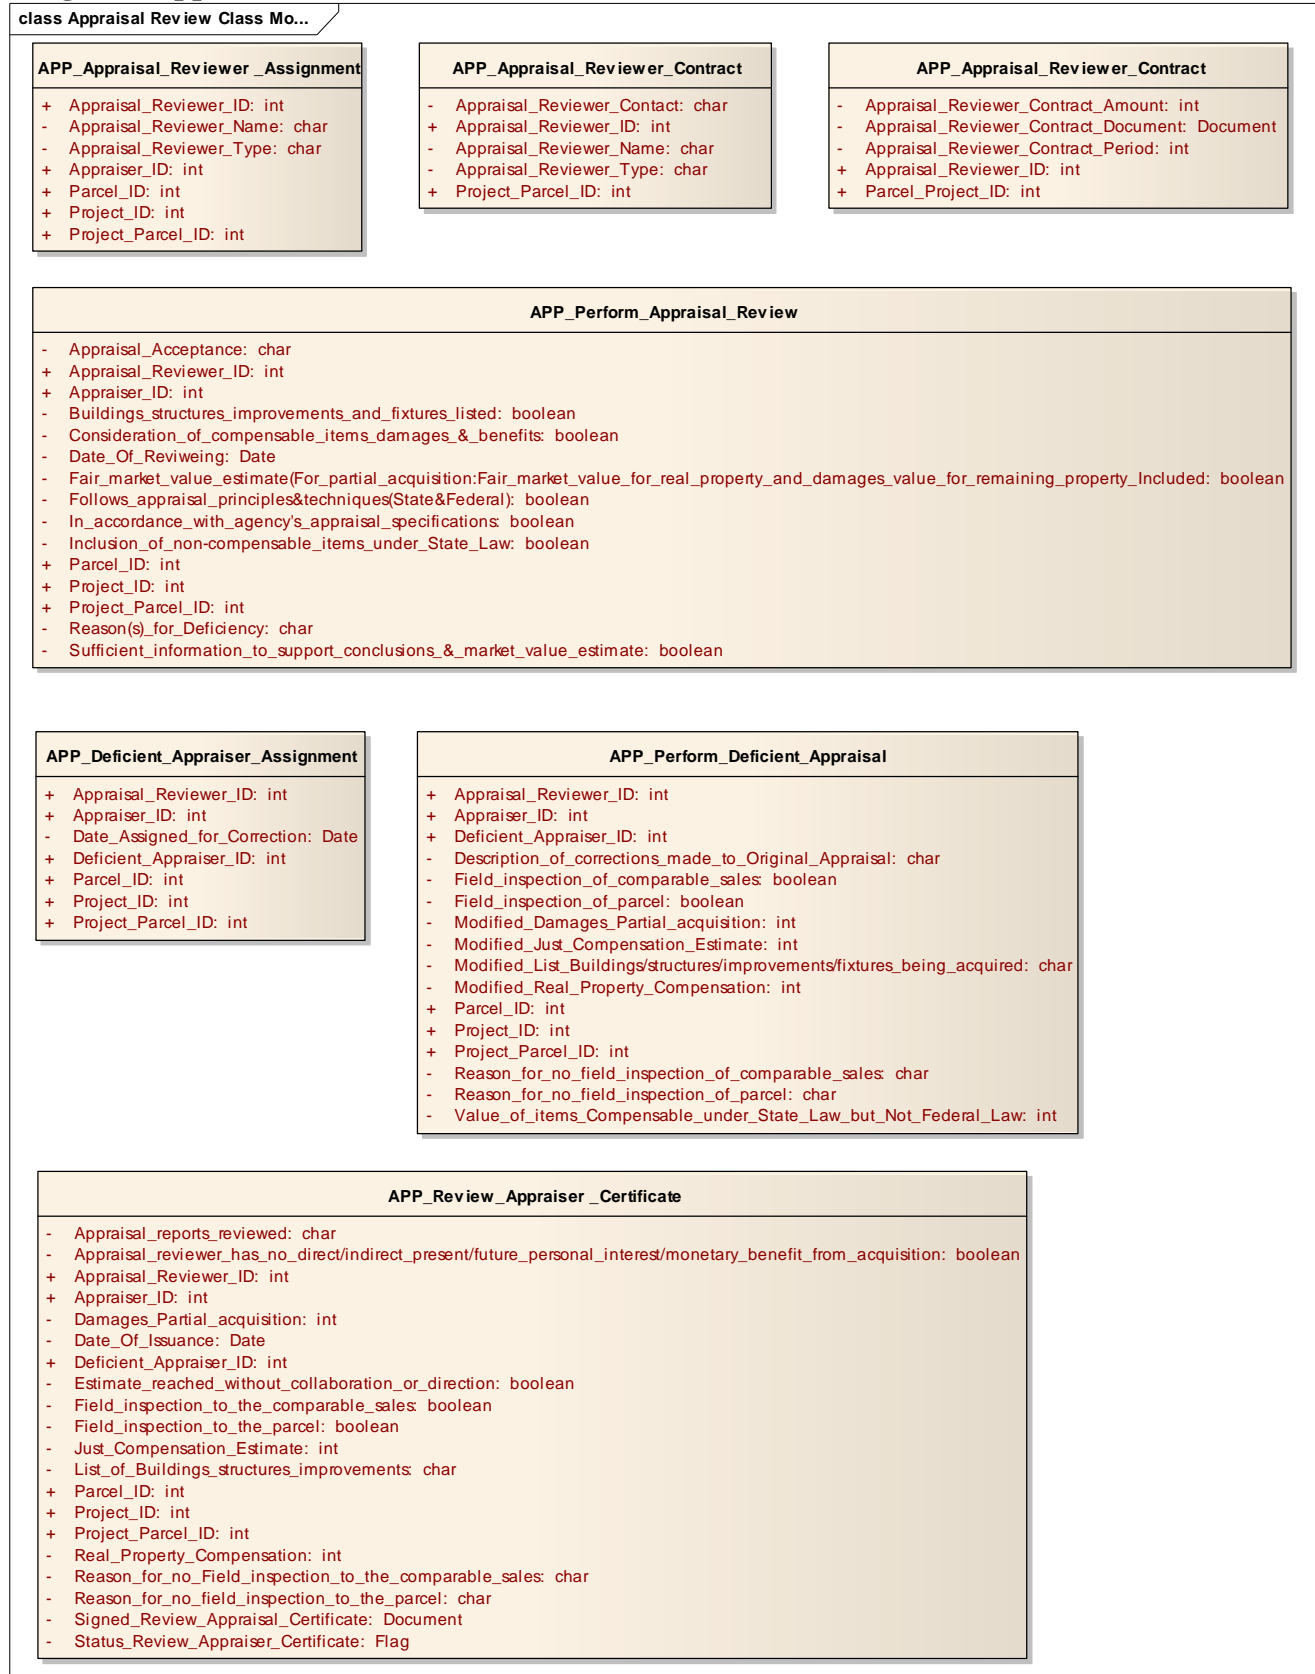 class Appraisal Review Class Mo...
APP_Appraisal_Reviewer _Assignment
+ Appraisal_Reviewer_ID: int
- Appraisal_Reviewer_Name: char
- Appraisal_Reviewer_Type: char
+ Appraiser_ID: int
+ Parcel_ID: int
+ Project_ID: int
+ Project_Parcel_ID: int
APP_Appraisal_Reviewer_Contract
- Appraisal_Reviewer_Contact: char
+ Appraisal_Reviewer_ID: int
- Appraisal_Reviewer_Name: char
- Appraisal_Reviewer_Type: char
+ Project_Parcel_ID: int
APP_Appraisal_Reviewer_Contract
- Appraisal_Reviewer_Contract_Amount: int
- Appraisal_Reviewer_Contract_Document: Document
- Appraisal_Reviewer_Contract_Period: int
+ Appraisal_Reviewer_ID: int
+ Parcel_Project_ID: int
APP_Perform_Appraisal_Review
- Appraisal_Acceptance: char
+ Appraisal_Reviewer_ID: int
+ Appraiser_ID: int
- Buildings_structures_improvements_and_fixtures_listed: boolean
- Consideration_of_compensable_items_damages_&_benefits: boolean
- Date_Of_Reviweing: Date
- Fair_market_value_estimate(For_partial_acquisition:Fair_market_value_for_real_property_and_damages_value_for_remaining_property_Included: boolean
- Follows_appraisal_principles&techniques(State&Federal): boolean
- In_accordance_with_agency's_appraisal_specifications: boolean
- Inclusion_of_non-compensable_items_under_State_Law: boolean
+ Parcel_ID: int
+ Project_ID: int
+ Project_Parcel_ID: int
- Reason(s)_for_Deficiency: char
- Sufficient_information_to_support_conclusions_&_market_value_estimate: boolean
APP_Deficient_Appraiser_Assignment
+ Appraisal_Reviewer_ID: int
+ Appraiser_ID: int
- Date_Assigned_for_Correction: Date
+ Deficient_Appraiser_ID: int
+ Parcel_ID: int
+ Project_ID: int
+ Project_Parcel_ID: int
APP_Perform_Deficient_Appraisal
+ Appraisal_Reviewer_ID: int
+ Appraiser_ID: int
+ Deficient_Appraiser_ID: int
- Description_of_corrections_made_to_Original_Appraisal: char
- Field_inspection_of_comparable_sales: boolean
- Field_inspection_of_parcel: boolean
- Modified_Damages_Partial_acquisition: int
- Modified_Just_Compensation_Estimate: int
- Modified_List_Buildings/structures/improvements/fixtures_being_acquired: char
- Modified_Real_Property_Compensation: int
+ Parcel_ID: int
+ Project_ID: int
+ Project_Parcel_ID: int
- Reason_for_no_field_inspection_of_comparable_sales: char
- Reason_for_no_field_inspection_of_parcel: char
- Value_of_items_Compensable_under_State_Law_but_Not_Federal_Law: int
APP_Review_Appraiser _Certificate
- Appraisal_reports_reviewed: char
- Appraisal_reviewer_has_no_direct/indirect_present/future_personal_interest/monetary_benefit_from_acquisition: boolean
+ Appraisal_Reviewer_ID: int
+ Appraiser_ID: int
- Damages_Partial_acquisition: int
- Date_Of_Issuance: Date
+ Deficient_Appraiser_ID: int
- Estimate_reached_without_collaboration_or_direction: boolean
- Field_inspection_to_the_comparable_sales: boolean
- Field_inspection_to_the_parcel: boolean
- Just_Compensation_Estimate: int
- List_of_Buildings_structures_improvements: char
+ Parcel_ID: int
+ Project_ID: int
+ Project_Parcel_ID: int
- Real_Property_Compensation: int
- Reason_for_no_Field_inspection_to_the_comparable_sales: char
- Reason_for_no_field_inspection_to_the_parcel: char
- Signed_Review_Appraisal_Certificate: Document
- Status_Review_Appraiser_Certificate: Flag